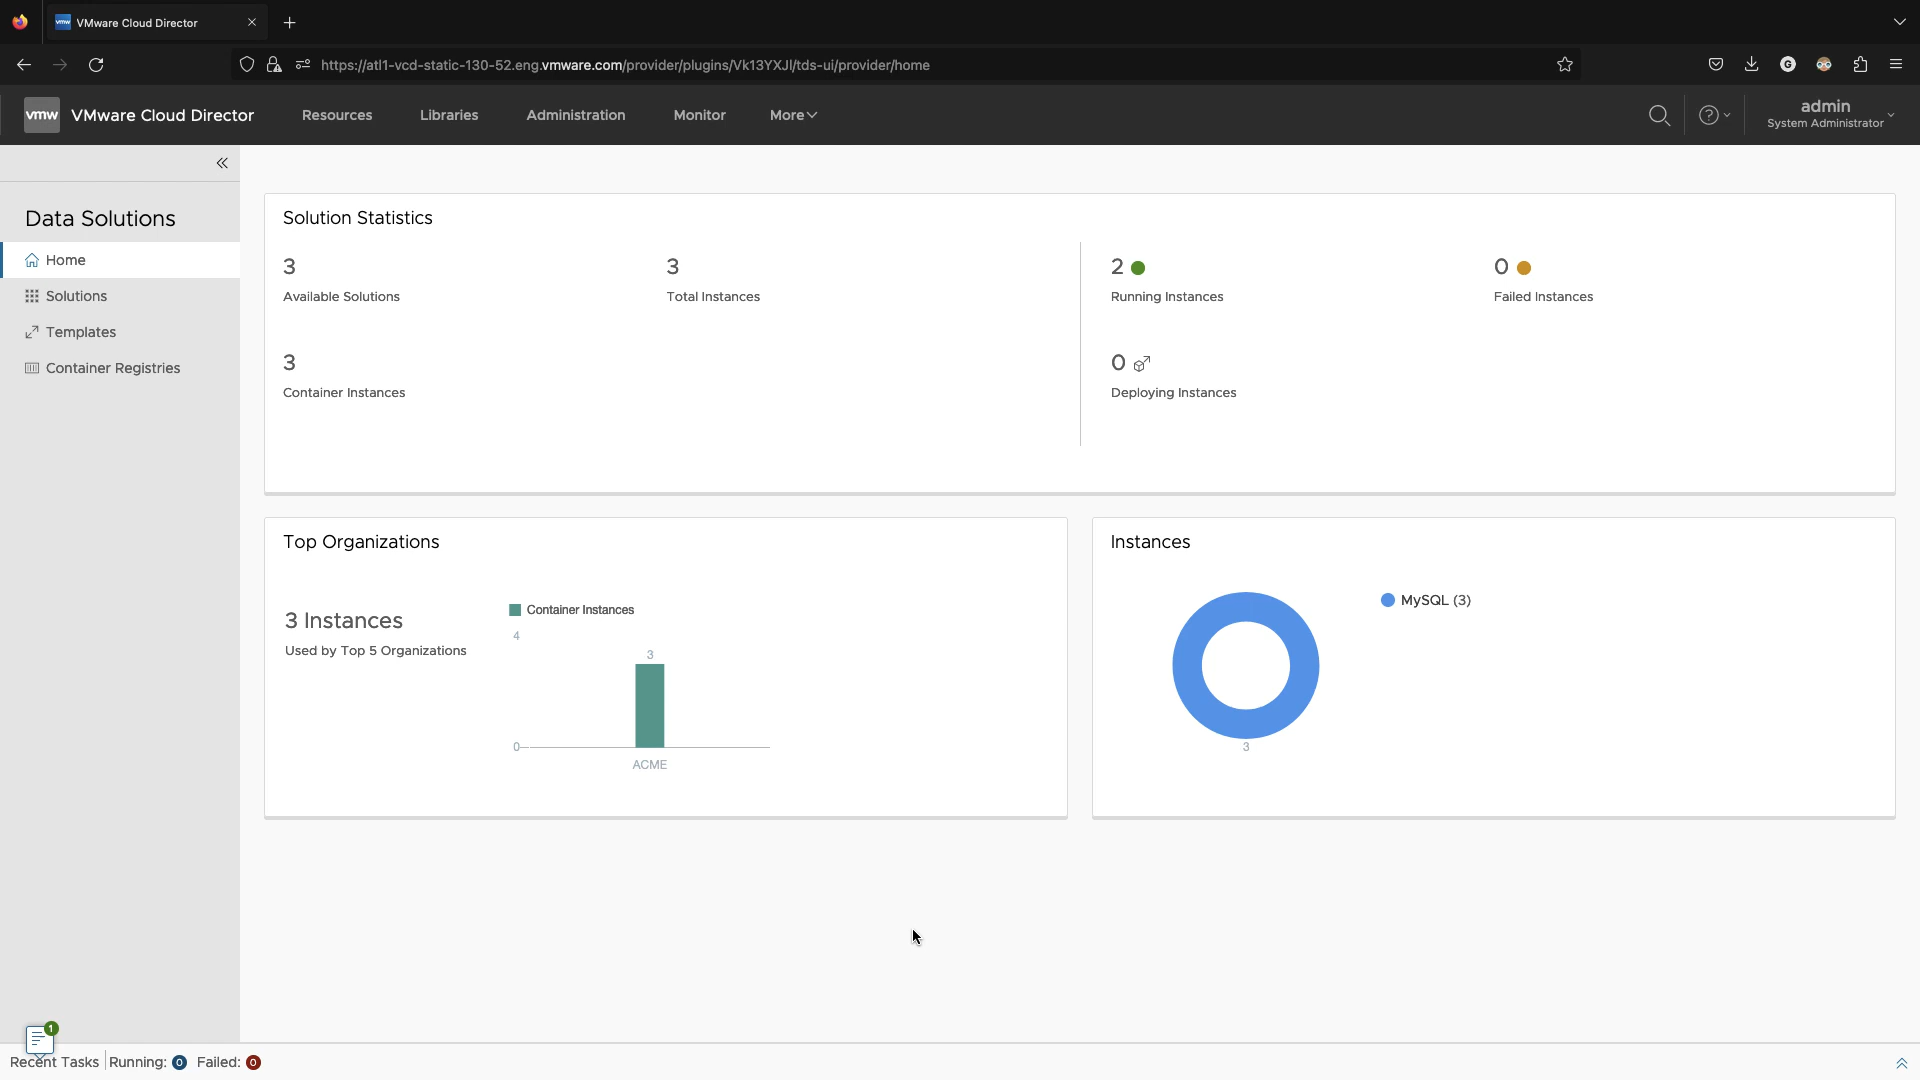 VMware Cloud Director
https://atl1-vcd-static-130-52.eng.vmware.com/provider/plugins/Vk13YXJl/tds-ui/provider/home
G
vmw
VMware Cloud Director
Resources
Libraries
Administration
Monitor
More
admin
System Administrator
Data Solutions
Home
Solutions
Templates
Container Registries
Solution Statistics
3
Available Solutions
3
Total Instances
2
Running Instances
0
Failed Instances
3
Container Instances
0
Deploying Instances
Top Organizations
3 Instances
Used by Top 5 Organizations
Container Instances
4
3
0
ACME
Instances
MySQL (3)
3
1
Recent Tasks
Running: 0
Failed: 0